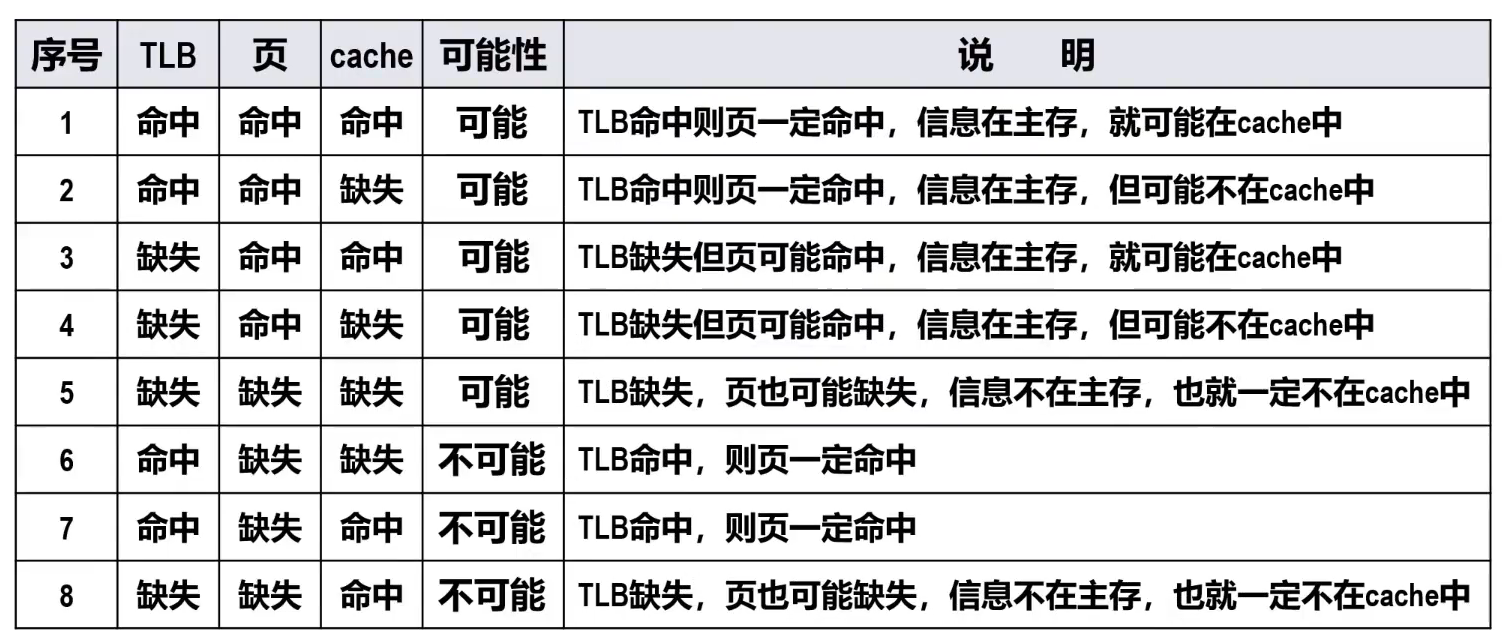 序号 TLB 页 cache 可能性 说 明
1 命中 命中 命中 可能 TLB命中则页一定命中，信息在主存，就可能在cache中
2 命中 命中 缺失 可能 TLB命中则页一定命中，信息在主存，但可能不在cache中
3 缺失 命中 命中 可能 TLB缺失但页可能命中，信息在主存，就可能在cache中
4 缺失 命中 缺失 可能 TLB缺失但页可能命中，信息在主存，但可能不在cache中
5 缺失 缺失 缺失 可能 TLB缺失，页也可能缺失，信息不在主存，也就一定不在cache中
6 命中 缺失 缺失 不可能 TLB命中，则页一定命中
7 命中 缺失 命中 不可能 TLB命中，则页一定命中
8 缺失 缺失 命中 不可能 TLB缺失，页也可能缺失，信息不在主存，也就一定不在cache中